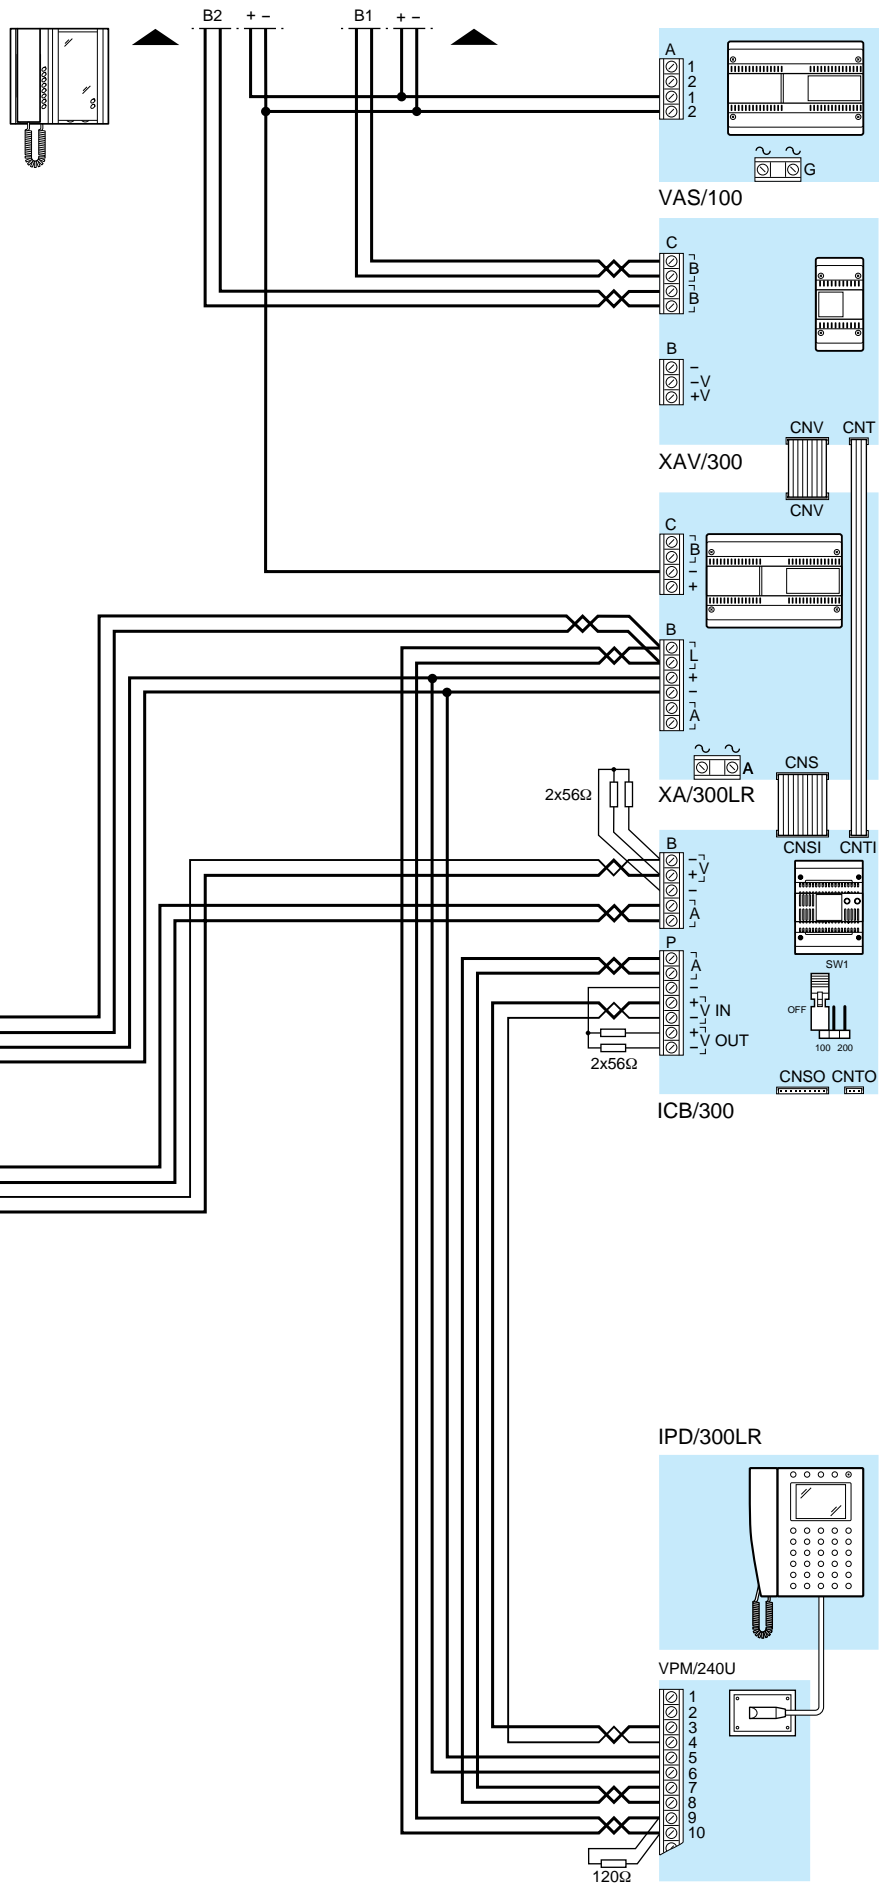 B2 + – B1 + –
A
1
2
1
2
G
VAS/100
C
B
B
B
–
–V
+V
CNV CNT
XAV/300
CNV
C
B
–
+
B
L
+
–
A
A
CNS
2x56Ω
XA/300LR
CNSI CNTI
B
– V
+
–
A
P
A
–
+ V IN
–
+ V OUT
–
2x56Ω
SW1
OFF
100 200
CNSO CNTO
ICB/300
IPD/300LR
VPM/240U
1
2
3
4
5
6
7
8
9
10
120Ω